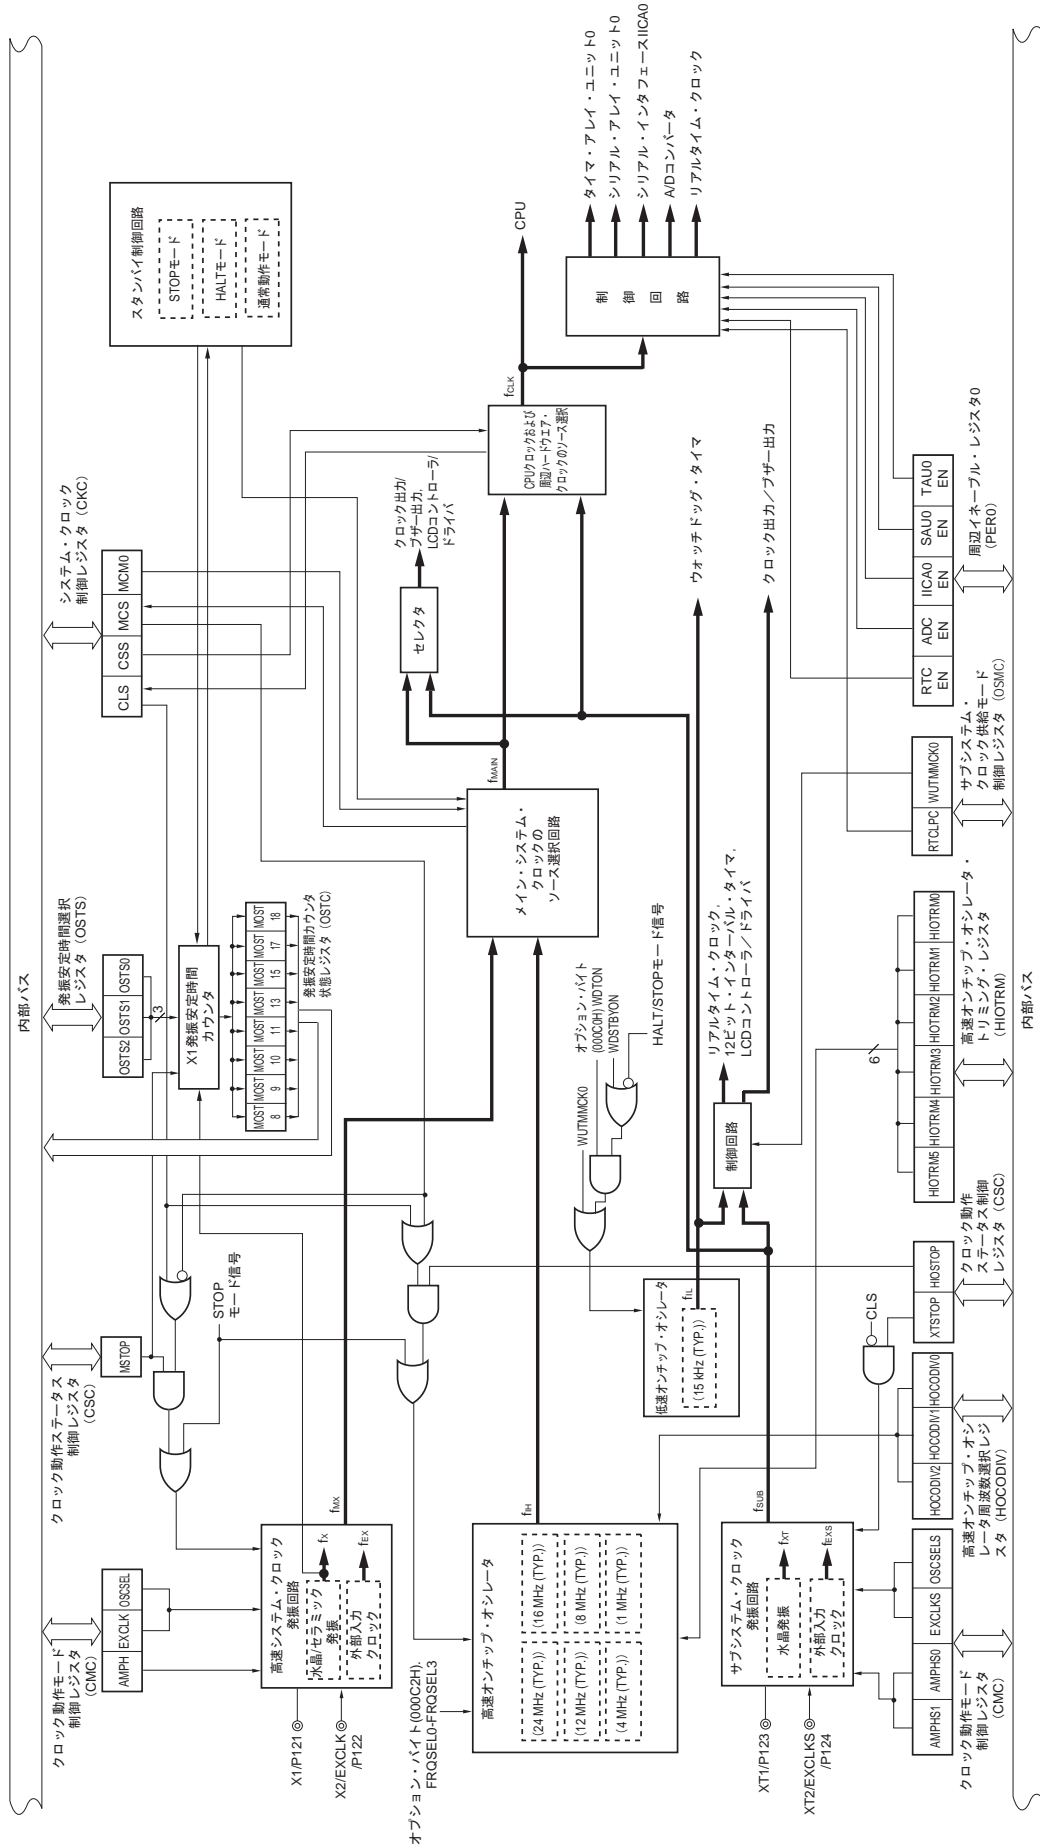 内部バス
クロック動作モード
制御レジスタ
(CMC)
AMPH
EXCLK
OSCSEL
クロック動作ステータス
制御レジスタ
(CSC)
MSTOP
STOP
モード信号
発振安定時間選択
レジスタ (OSTS)
OSTS2
OSTS1
OSTS0
3
X1発振安定時間
カウンタ
MOST
8
MOST
9
MOST
10
MOST
11
MOST
13
MOST
15
MOST
17
MOST
18
発振安定時間カウンタ
状態レジスタ (OSTC)
システム・クロック
制御レジスタ (CKC)
CLS
CSS
MCS
MCM0
スタンバイ制御回路
STOPモード
HALTモード
通常動作モード
X1/P121
X2/EXCLK
/P122
高速システム・クロック
発振回路
水晶/セラミック
発振
fX
外部入力
クロック
fEX
fMX
オプション・バイト(000C2H).
FRQSEL0-FRQSEL3
高速オンチップ・オシレータ
(24 MHz (TYP.))
(16 MHz (TYP.))
(12 MHz (TYP.))
(8 MHz (TYP.))
(4 MHz (TYP.))
(1 MHz (TYP.))
fIH
メイン・システム・
クロックの
ソース選択回路
fMAIN
セレクタ
クロック出力/
ブザー出力,
LCDコントローラ/
ドライバ
CPUクロックおよび
周辺ハードウエア・
クロックのソース選択
fCLK
CPU
制御回路
タイマ・アレイ・ユニット0
シリアル・アレイ・ユニット0
シリアル・インタフェースIICA0
A/Dコンバータ
リアルタイム・クロック
WUTMMCK0
オプション・バイト
(000C0H) WDTON
WDSTBYON
HALT/STOPモード信号
低速オンチップ・オシレータ
(15 kHz (TYP.))
fIL
ウォッチドッグ・タイマ
制御回路
リアルタイム・クロック,
12ビット・インターバル・タイマ,
LCDコントローラ/ドライバ
クロック出力/ブザー出力
XT1/P123
XT2/EXCLKS
/P124
サブシステム・クロック
発振回路
水晶発振
fXT
外部入力
クロック
fEXS
fSUB
CLS
AMPHS1
AMPHS0
EXCLKS
OSCSELS
クロック動作モード
制御レジスタ
(CMC)
HOCODIV2
HOCODIV1
HOCODIV0
高速オンチップ・オシ
レータ周波数選択レジ
スタ (HOCODIV)
XTSTOP
HIOSTOP
クロック動作
ステータス制御
レジスタ (CSC)
6
HIOTRM5
HIOTRM4
HIOTRM3
HIOTRM2
HIOTRM1
HIOTRM0
高速オンチップ・オシレータ・
トリミング・レジスタ
(HIOTRM)
RTCLPC
WUTMMCK0
サブシステム・
クロック供給モード
制御レジスタ (OSMC)
RTC
EN
ADC
EN
IICA0
EN
SAU0
EN
TAU0
EN
周辺イネーブル・レジスタ0
(PER0)
内部バス